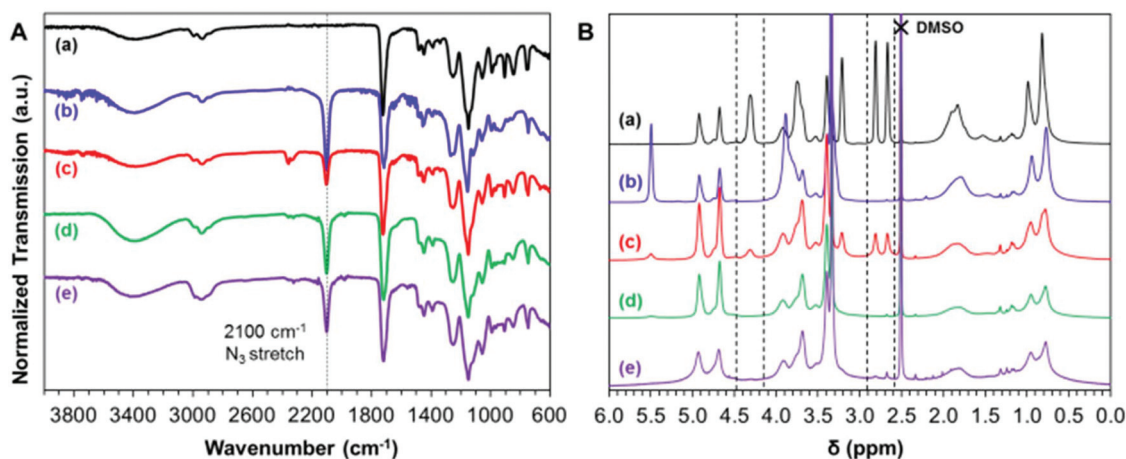 A
Normalized Transmission (a.u.)
(a)
(b)
(c)
(d)
(e)
2100 cm⁻¹
N₃ stretch
3800 3000 2200 1800 1400 1000 600
Wavenumber (cm⁻¹)
B
DMSO
(a)
(b)
(c)
(d)
(e)
6.0 5.5 5.0 4.5 4.0 3.5 3.0 2.5 2.0 1.5 1.0 0.5 0.0
δ (ppm)